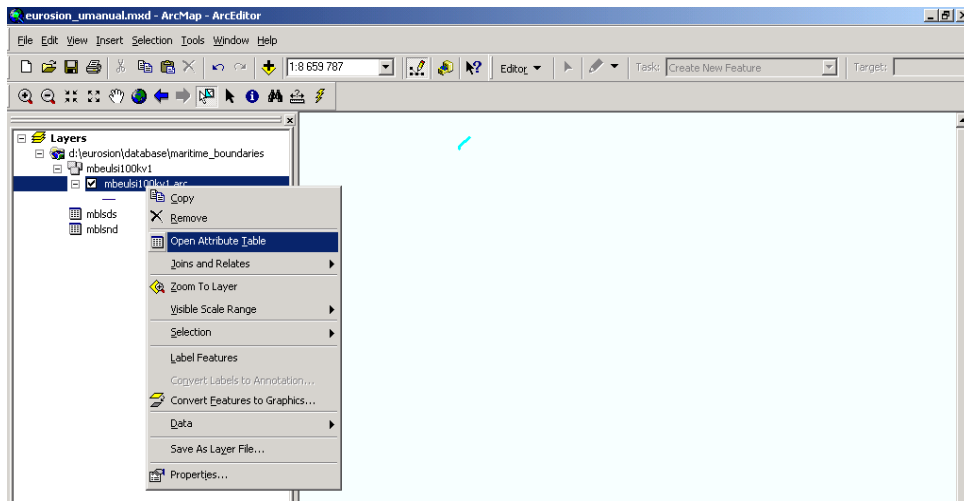 eurosion_umanual.mxd - ArcMap - ArcEditor
File Edit View Insert Selection Tools Window Help
1:8 659 787 Editor Task: Create New Feature Target:
Layers
d:\eurosion\database\maritime_boundaries
mbeulsi100kv1
mbeulsi100kv1 arc
mblsds
mblsnd
Copy
Remove
Open Attribute Table
Joins and Relates
Zoom To Layer
Visible Scale Range
Selection
Label Features
Convert Labels to Annotation...
Convert Features to Graphics...
Data
Save As Layer File...
Properties...